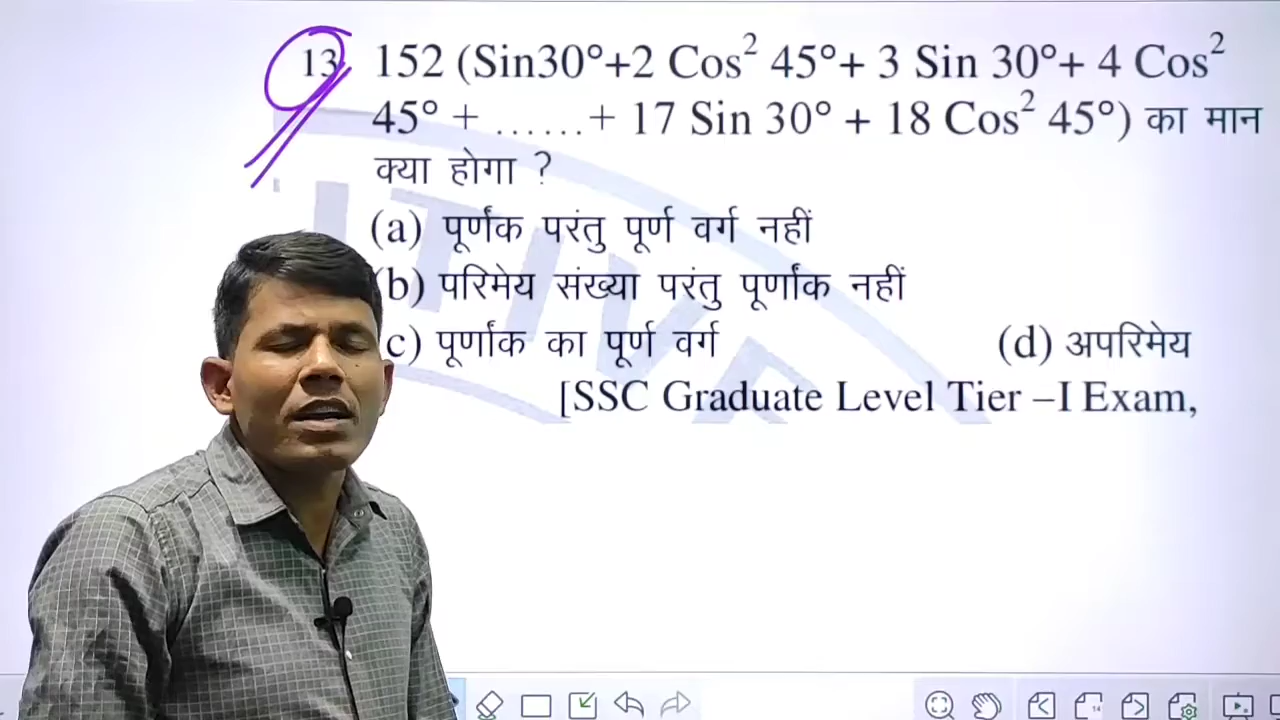 13 152 (Sin30°+2 Cos² 45°+ 3 Sin 30°+ 4 Cos²
45° + ......+ 17 Sin 30° + 18 Cos² 45°) का मान
क्या होगा ?
(a) पूर्णंक परंतु पूर्ण वर्ग नहीं
(b) परिमेय संख्या परंतु पूर्णांक नहीं
c) पूर्णांक का पूर्ण वर्ग (d) अपरिमेय
[SSC Graduate Level Tier –I Exam,